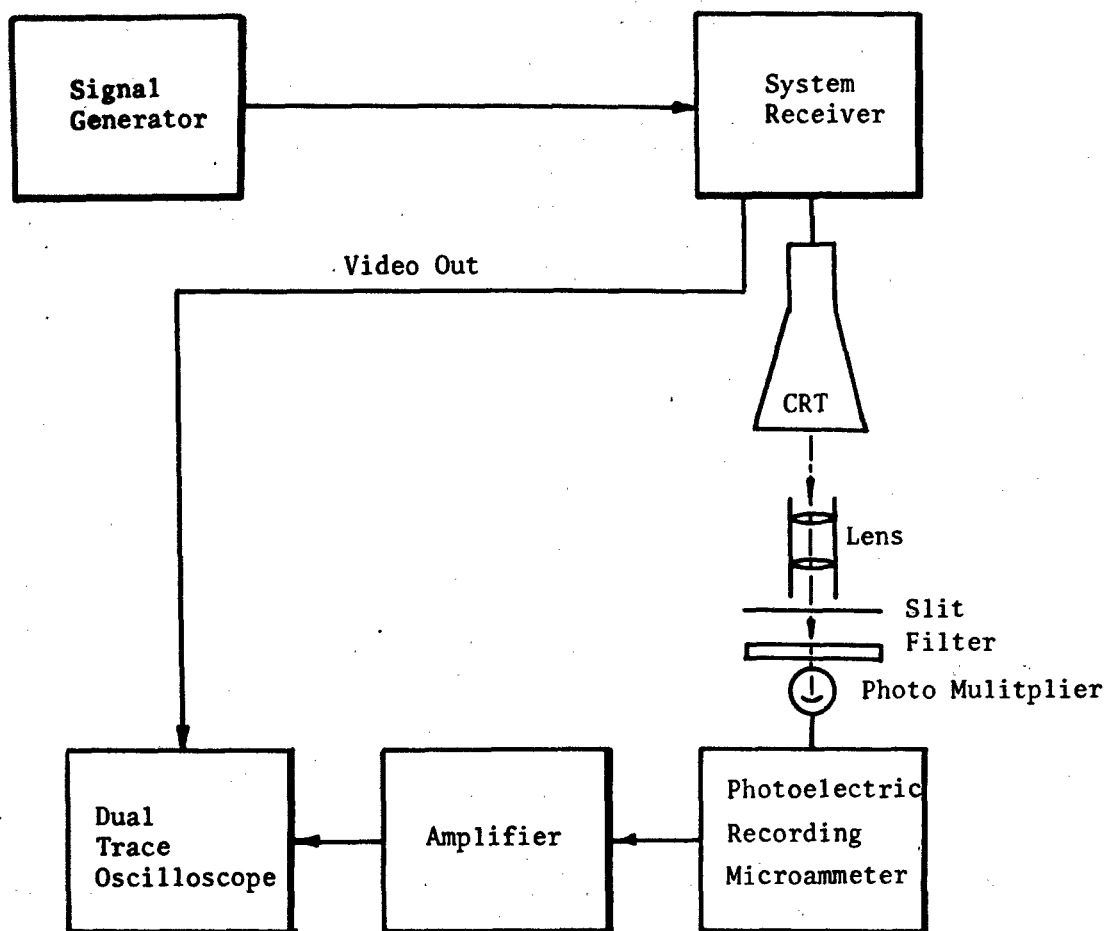 Signal
Generator
System
Receiver
Video Out
CRT
Lens
Slit
Filter
Photo Mulitplier
Dual
Trace
Oscilloscope
Amplifier
Photoelectric
Recording
Microammeter